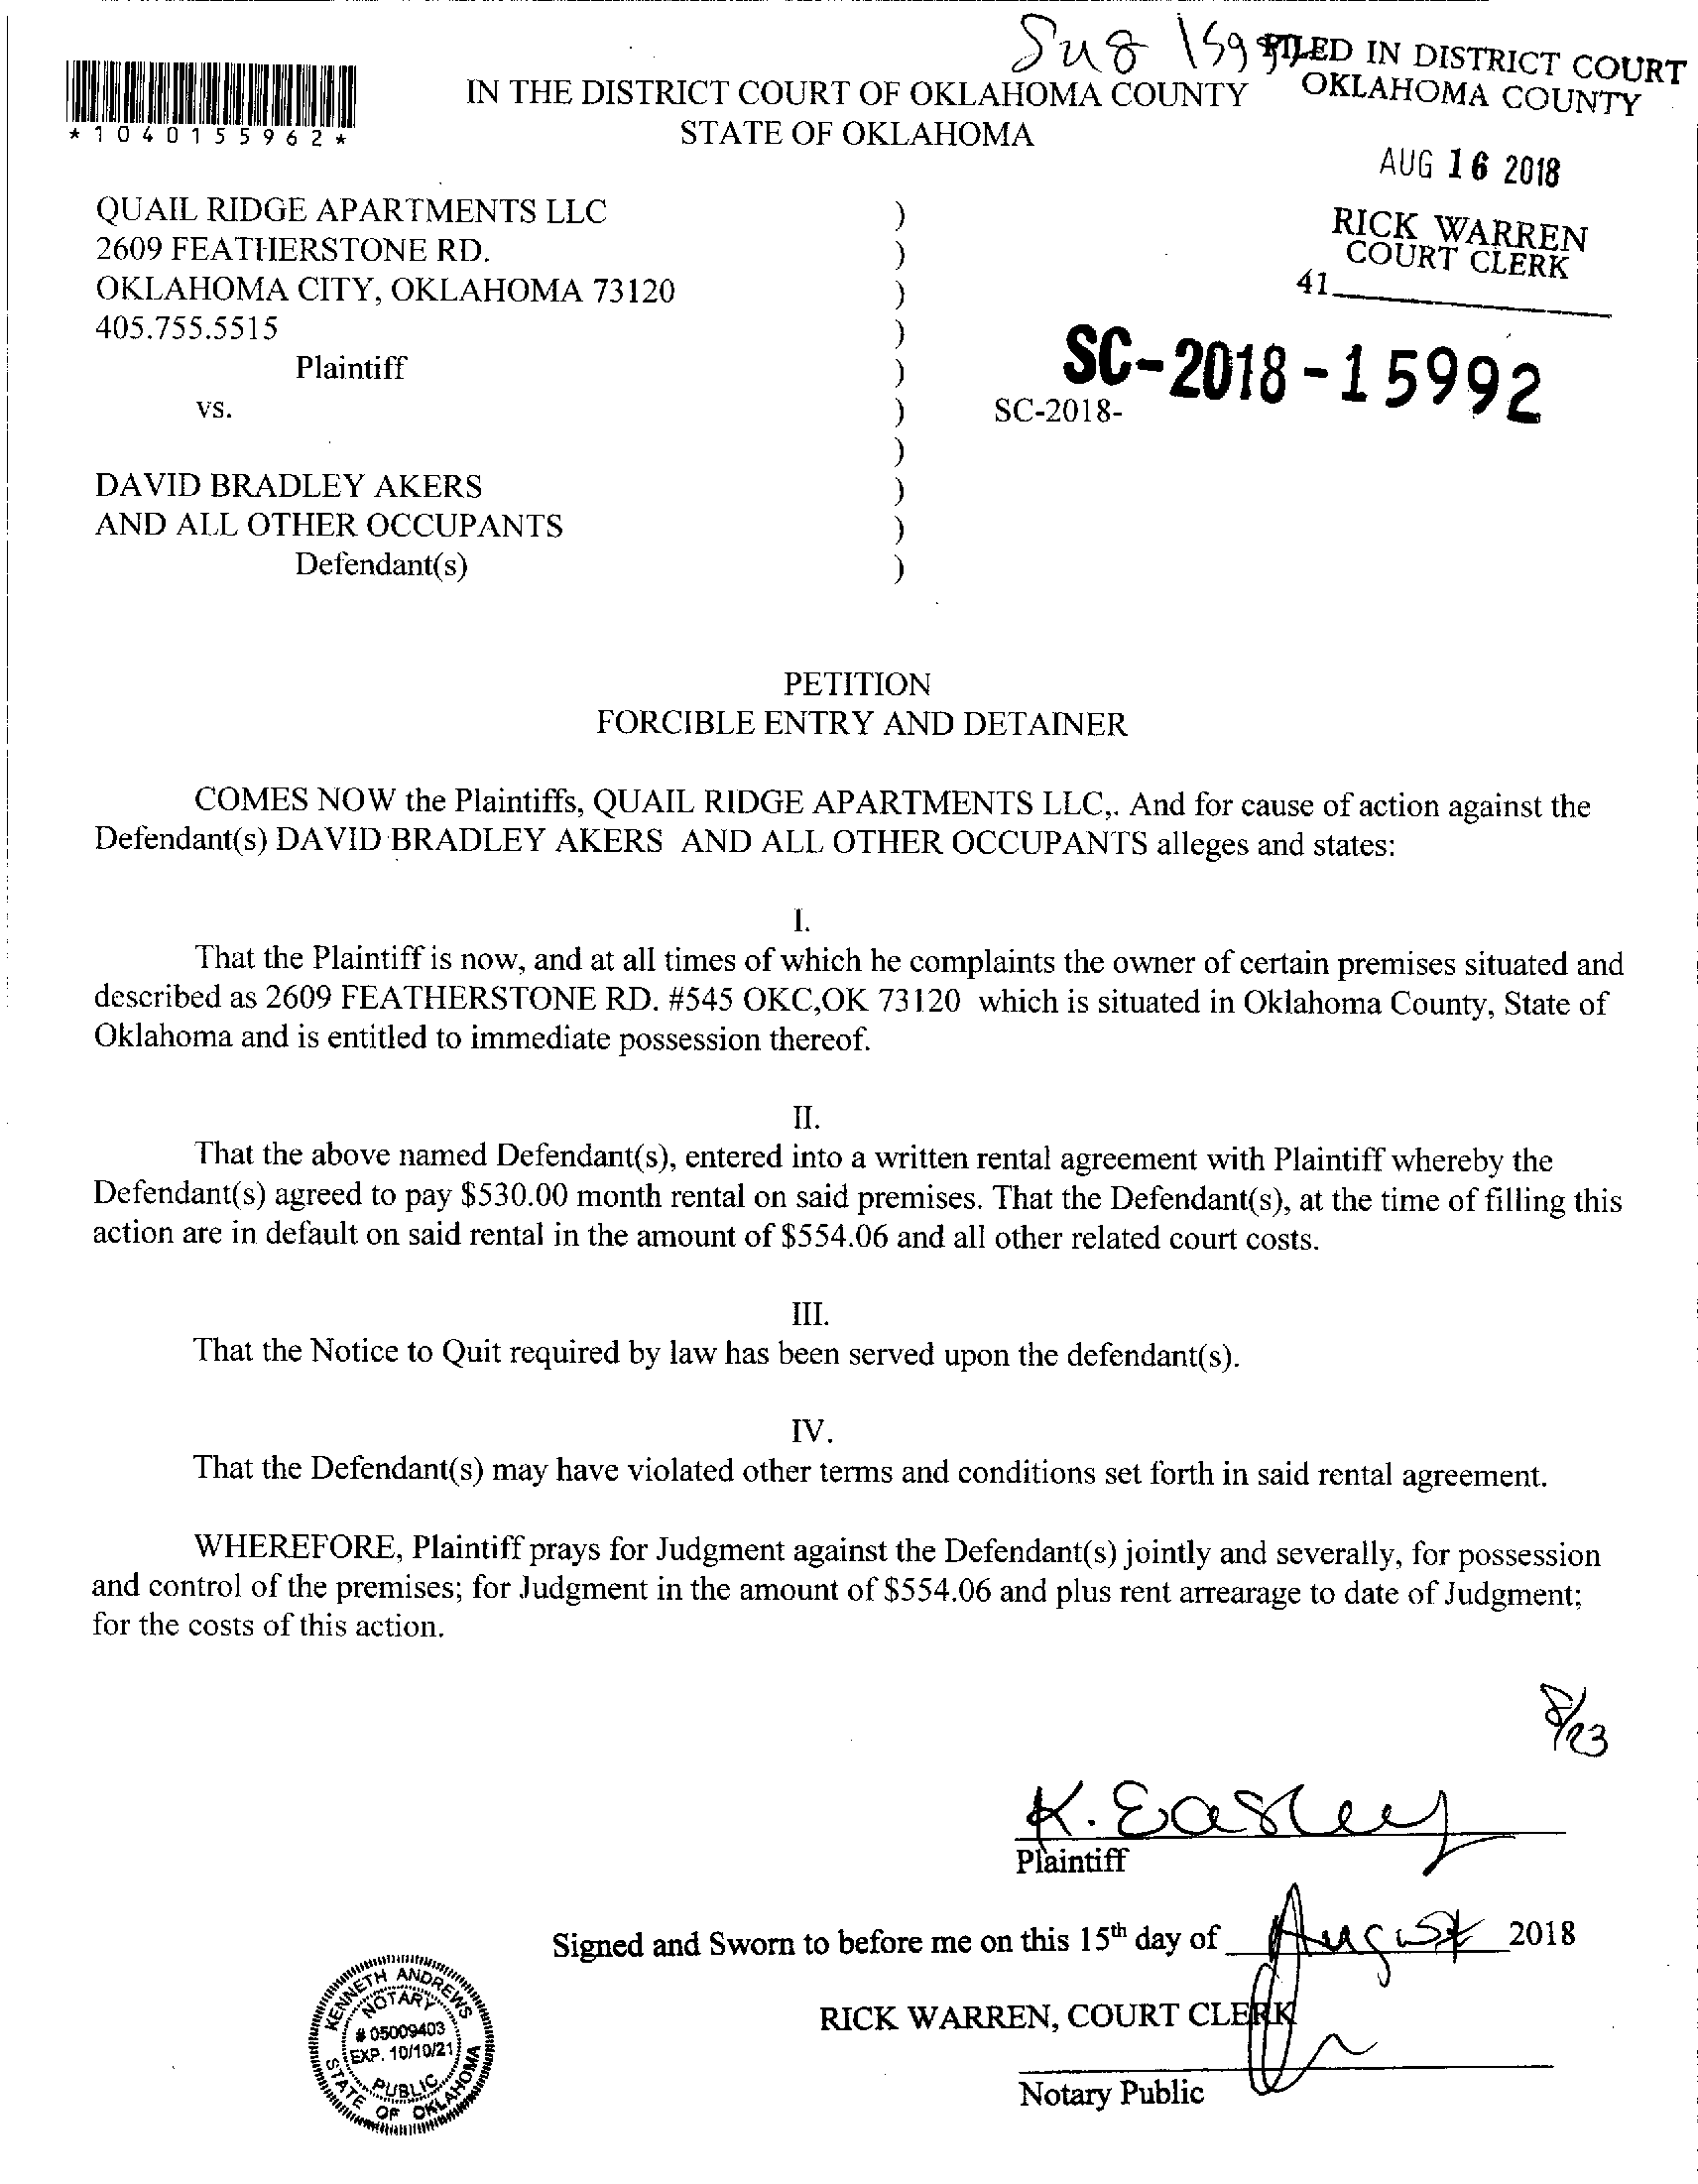 FILED IN DISTRICT COURT
OKLAHOMA COUNTY
*1040155962*
IN THE DISTRICT COURT OF OKLAHOMA COUNTY
STATE OF OKLAHOMA
AUG 16 2018
RICK WARREN
COURT CLERK
41
QUAIL RIDGE APARTMENTS LLC )
2609 FEATHERSTONE RD. )
OKLAHOMA CITY, OKLAHOMA 73120 )
405.755.5515 )
Plaintiff )
SC-2018-15992
vs. ) SC-2018-
)
DAVID BRADLEY AKERS )
AND ALL OTHER OCCUPANTS )
Defendant(s) )
PETITION
FORCIBLE ENTRY AND DETAINER
COMES NOW the Plaintiffs, QUAIL RIDGE APARTMENTS LLC,. And for cause of action against the
Defendant(s) DAVID BRADLEY AKERS AND ALL OTHER OCCUPANTS alleges and states:
I.
That the Plaintiff is now, and at all times of which he complaints the owner of certain premises situated and
described as 2609 FEATHERSTONE RD. #545 OKC,OK 73120 which is situated in Oklahoma County, State of
Oklahoma and is entitled to immediate possession thereof.
II.
That the above named Defendant(s), entered into a written rental agreement with Plaintiff whereby the
Defendant(s) agreed to pay $530.00 month rental on said premises. That the Defendant(s), at the time of filling this
action are in default on said rental in the amount of $554.06 and all other related court costs.
III.
That the Notice to Quit required by law has been served upon the defendant(s).
IV.
That the Defendant(s) may have violated other terms and conditions set forth in said rental agreement.
WHEREFORE, Plaintiff prays for Judgment against the Defendant(s) jointly and severally, for possession
and control of the premises; for Judgment in the amount of $554.06 and plus rent arrearage to date of Judgment;
for the costs of this action.
8/23
K. Easley
Plaintiff
Signed and Sworn to before me on this 15th day of August 2018
RICK WARREN, COURT CLERK
Notary Public
KENNETH ANDREWS
NOTARY
# 05009403
EXP. 10/10/21
PUBLIC
STATE OF OKLAHOMA